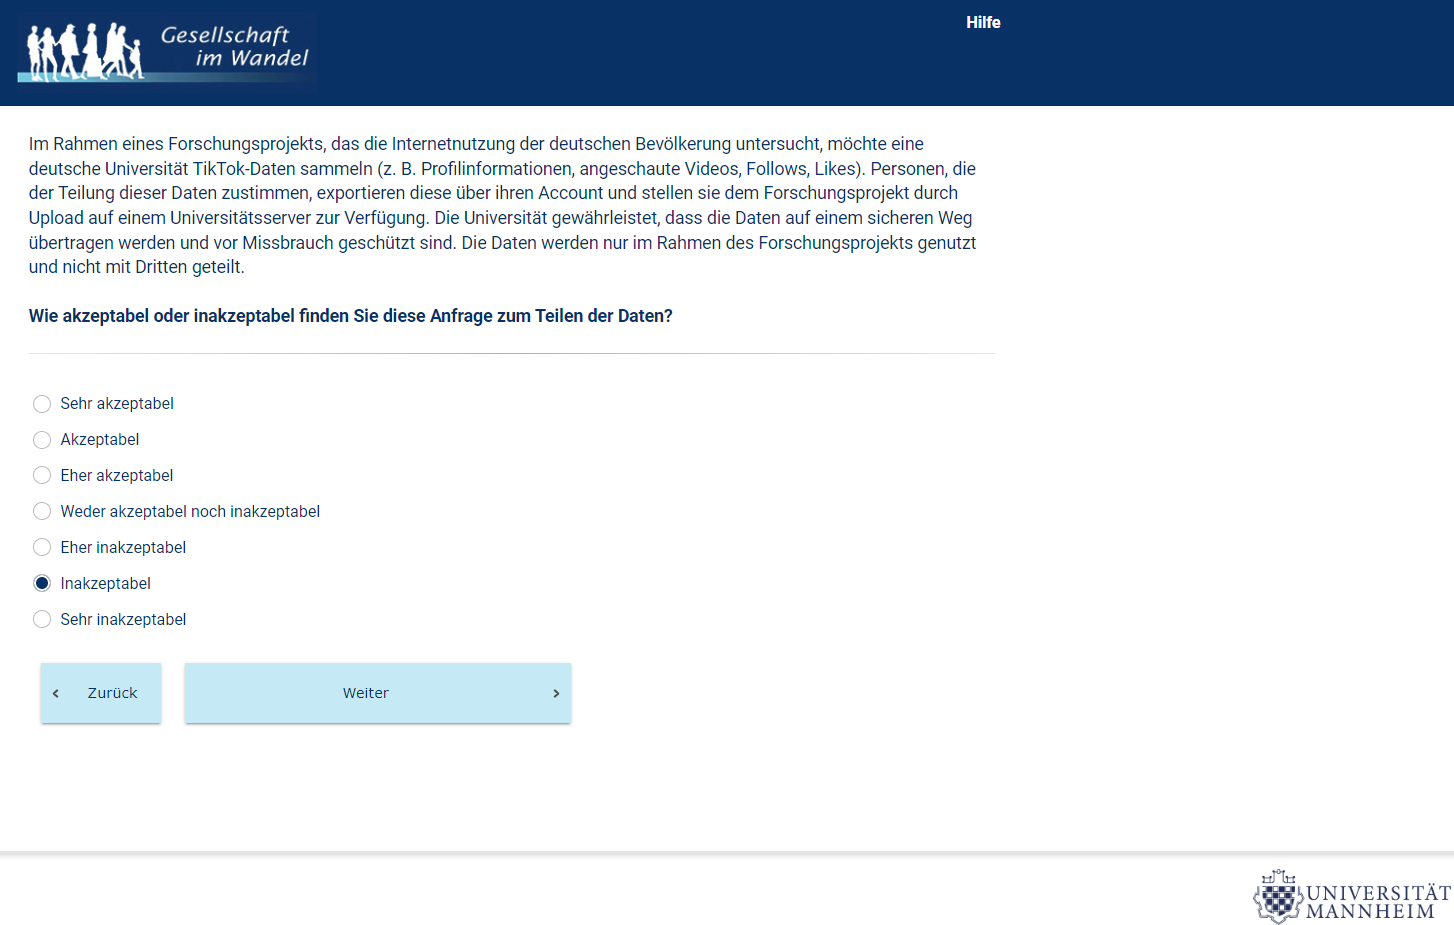 Gesellschaft
im Wandel
Hilfe
Im Rahmen eines Forschungsprojekts, das die Internetnutzung der deutschen Bevölkerung untersucht, möchte eine
deutsche Universität TikTok-Daten sammeln (z. B. Profilinformationen, angeschaute Videos, Follows, Likes). Personen, die
der Teilung dieser Daten zustimmen, exportieren diese über ihren Account und stellen sie dem Forschungsprojekt durch
Upload auf einem Universitätsserver zur Verfügung. Die Universität gewährleistet, dass die Daten auf einem sicheren Weg
übertragen werden und vor Missbrauch geschützt sind. Die Daten werden nur im Rahmen des Forschungsprojekts genutzt
und nicht mit Dritten geteilt.
Wie akzeptabel oder inakzeptabel finden Sie diese Anfrage zum Teilen der Daten?
Sehr akzeptabel
Akzeptabel
Eher akzeptabel
Weder akzeptabel noch inakzeptabel
Eher inakzeptabel
Inakzeptabel
Sehr inakzeptabel
Zurück
Weiter
UNIVERSITÄT
MANNHEIM